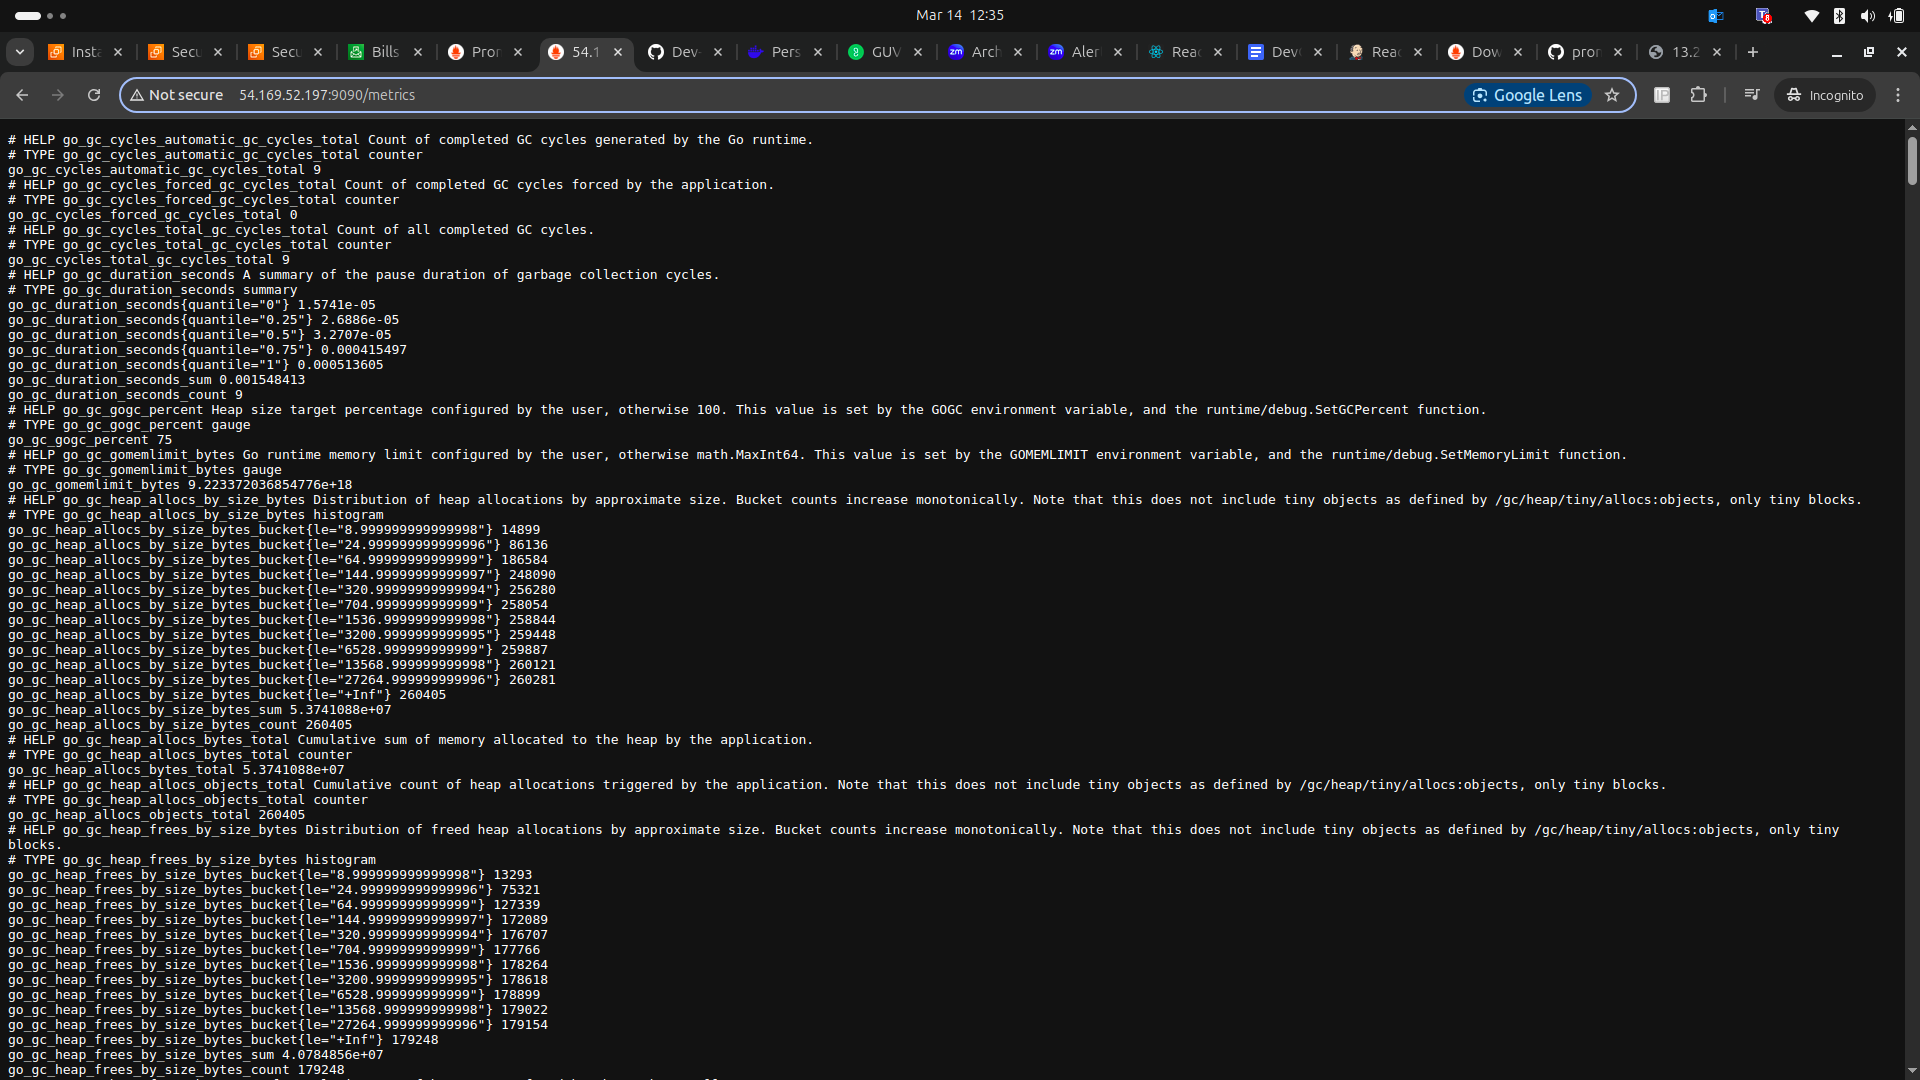 Mar 14 12:35
Insta
Secu
Secu
Bills
Pron
54.1
Dev-
Pers
GUV
Arch
Aler
Reac
Dev
Reac
Dow
pron
13.2
Not secure 54.169.52.197:9090/metrics
Google Lens
Incognito
# HELP go_gc_cycles_automatic_gc_cycles_total Count of completed GC cycles generated by the Go runtime.
# TYPE go_gc_cycles_automatic_gc_cycles_total counter
go_gc_cycles_automatic_gc_cycles_total 9
# HELP go_gc_cycles_forced_gc_cycles_total Count of completed GC cycles forced by the application.
# TYPE go_gc_cycles_forced_gc_cycles_total counter
go_gc_cycles_forced_gc_cycles_total 0
# HELP go_gc_cycles_total_gc_cycles_total Count of all completed GC cycles.
# TYPE go_gc_cycles_total_gc_cycles_total counter
go_gc_cycles_total_gc_cycles_total 9
# HELP go_gc_duration_seconds A summary of the pause duration of garbage collection cycles.
# TYPE go_gc_duration_seconds summary
go_gc_duration_seconds{quantile="0"} 1.5741e-05
go_gc_duration_seconds{quantile="0.25"} 2.6886e-05
go_gc_duration_seconds{quantile="0.5"} 3.2707e-05
go_gc_duration_seconds{quantile="0.75"} 0.000415497
go_gc_duration_seconds{quantile="1"} 0.000513605
go_gc_duration_seconds_sum 0.001548413
go_gc_duration_seconds_count 9
# HELP go_gc_gogc_percent Heap size target percentage configured by the user, otherwise 100. This value is set by the GOGC environment variable, and the runtime/debug.SetGCPercent function.
# TYPE go_gc_gogc_percent gauge
go_gc_gogc_percent 75
# HELP go_gc_gomemlimit_bytes Go runtime memory limit configured by the user, otherwise math.MaxInt64. This value is set by the GOMEMLIMIT environment variable, and the runtime/debug.SetMemoryLimit function.
# TYPE go_gc_gomemlimit_bytes gauge
go_gc_gomemlimit_bytes 9.223372036854776e+18
# HELP go_gc_heap_allocs_by_size_bytes Distribution of heap allocations by approximate size. Bucket counts increase monotonically. Note that this does not include tiny objects as defined by /gc/heap/tiny/allocs:objects, only tiny blocks.
# TYPE go_gc_heap_allocs_by_size_bytes histogram
go_gc_heap_allocs_by_size_bytes_bucket{le="8.999999999999998"} 14899
go_gc_heap_allocs_by_size_bytes_bucket{le="24.999999999999996"} 86136
go_gc_heap_allocs_by_size_bytes_bucket{le="64.99999999999999"} 186584
go_gc_heap_allocs_by_size_bytes_bucket{le="144.99999999999997"} 248090
go_gc_heap_allocs_by_size_bytes_bucket{le="320.99999999999994"} 256280
go_gc_heap_allocs_by_size_bytes_bucket{le="704.9999999999999"} 258054
go_gc_heap_allocs_by_size_bytes_bucket{le="1536.9999999999998"} 258844
go_gc_heap_allocs_by_size_bytes_bucket{le="3200.9999999999995"} 259448
go_gc_heap_allocs_by_size_bytes_bucket{le="6528.999999999999"} 259887
go_gc_heap_allocs_by_size_bytes_bucket{le="13568.999999999998"} 260121
go_gc_heap_allocs_by_size_bytes_bucket{le="27264.999999999996"} 260281
go_gc_heap_allocs_by_size_bytes_bucket{le="+Inf"} 260405
go_gc_heap_allocs_by_size_bytes_sum 5.3741088e+07
go_gc_heap_allocs_by_size_bytes_count 260405
# HELP go_gc_heap_allocs_bytes_total Cumulative sum of memory allocated to the heap by the application.
# TYPE go_gc_heap_allocs_bytes_total counter
go_gc_heap_allocs_bytes_total 5.3741088e+07
# HELP go_gc_heap_allocs_objects_total Cumulative count of heap allocations triggered by the application. Note that this does not include tiny objects as defined by /gc/heap/tiny/allocs:objects, only tiny blocks.
# TYPE go_gc_heap_allocs_objects_total counter
go_gc_heap_allocs_objects_total 260405
# HELP go_gc_heap_frees_by_size_bytes Distribution of freed heap allocations by approximate size. Bucket counts increase monotonically. Note that this does not include tiny objects as defined by /gc/heap/tiny/allocs:objects, only tiny
blocks.
# TYPE go_gc_heap_frees_by_size_bytes histogram
go_gc_heap_frees_by_size_bytes_bucket{le="8.999999999999998"} 13293
go_gc_heap_frees_by_size_bytes_bucket{le="24.999999999999996"} 75321
go_gc_heap_frees_by_size_bytes_bucket{le="64.99999999999999"} 127339
go_gc_heap_frees_by_size_bytes_bucket{le="144.99999999999997"} 172089
go_gc_heap_frees_by_size_bytes_bucket{le="320.99999999999994"} 176707
go_gc_heap_frees_by_size_bytes_bucket{le="704.9999999999999"} 177766
go_gc_heap_frees_by_size_bytes_bucket{le="1536.9999999999998"} 178264
go_gc_heap_frees_by_size_bytes_bucket{le="3200.9999999999995"} 178618
go_gc_heap_frees_by_size_bytes_bucket{le="6528.999999999999"} 178899
go_gc_heap_frees_by_size_bytes_bucket{le="13568.999999999998"} 179022
go_gc_heap_frees_by_size_bytes_bucket{le="27264.999999999996"} 179154
go_gc_heap_frees_by_size_bytes_bucket{le="+Inf"} 179248
go_gc_heap_frees_by_size_bytes_sum 4.0784856e+07
go_gc_heap_frees_by_size_bytes_count 179248